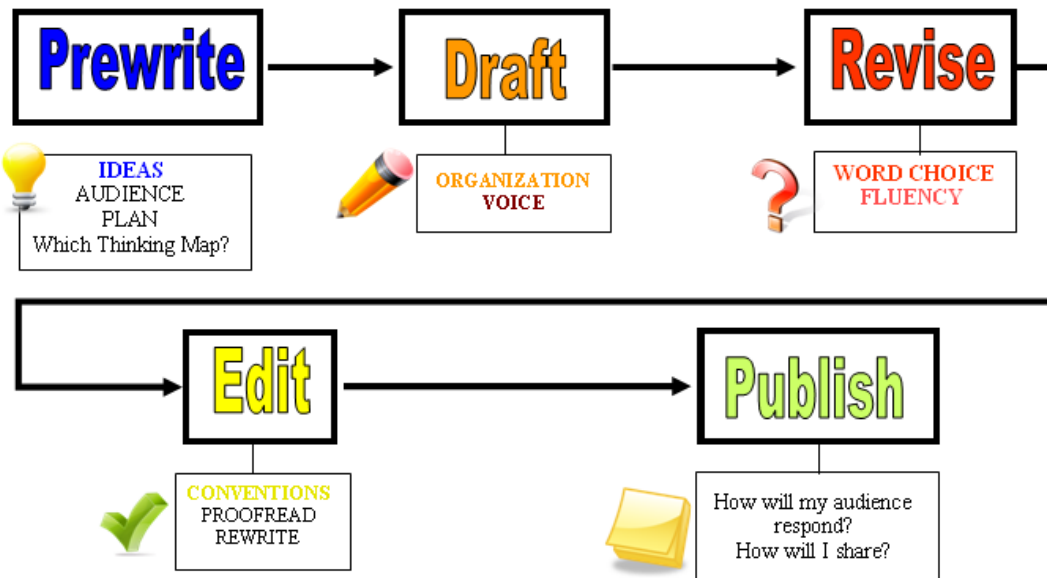 Prewrite
Draft
Revise
IDEAS
AUDIENCE
PLAN
Which Thinking Map?
ORGANIZATION
VOICE
WORD CHOICE
FLUENCY
Edit
Publish
CONVENTIONS
PROOFREAD
REWRITE
How will my audience
respond?
How will I share?